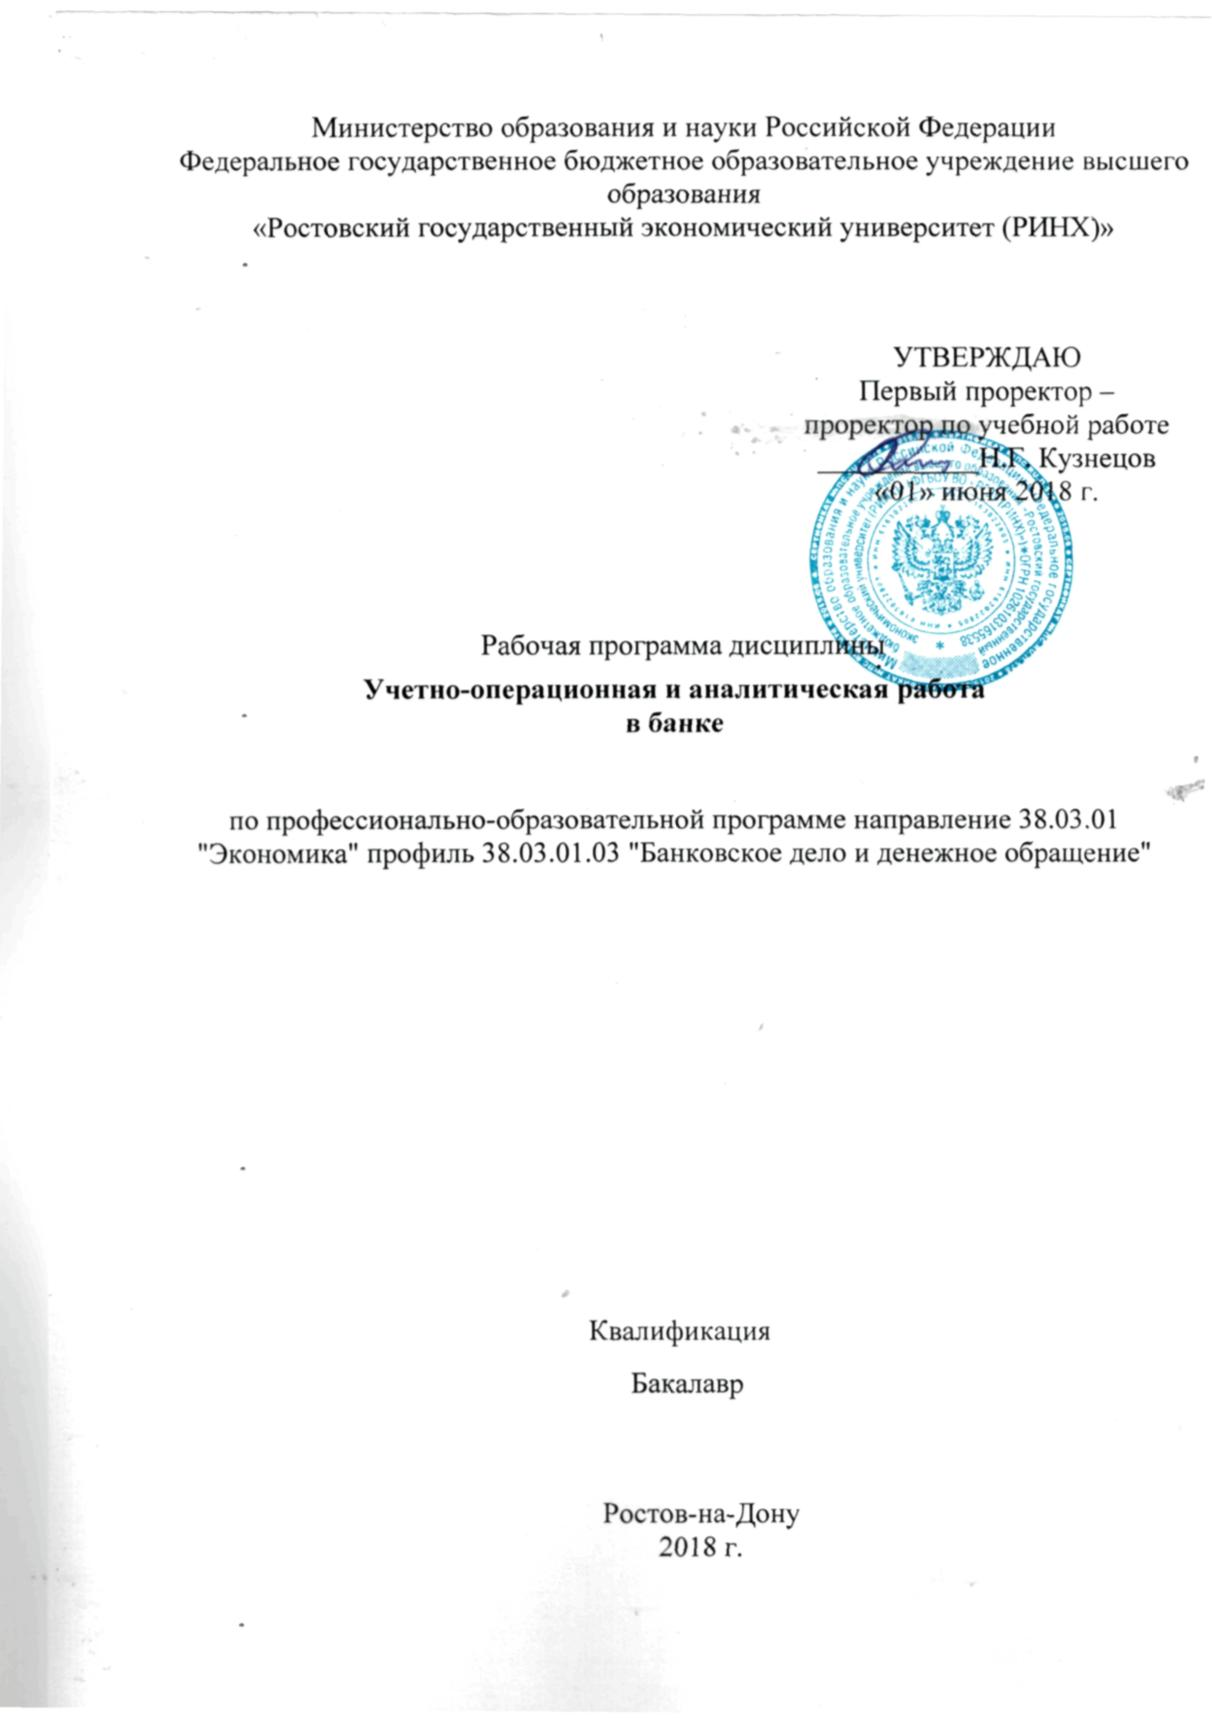 Министерство образования и науки Российской Федерации
Федеральное государственное бюджетное образовательное учреждение высшего
образования
«Ростовский государственный экономический университет (РИНХ)»
УТВЕРЖДАЮ
Первый проректор –
проректор по учебной работе
Н.Г. Кузнецов
«01» июня 2018 г.
Рабочая программа дисциплины
Учетно-операционная и аналитическая работа
в банке
по профессионально-образовательной программе направление 38.03.01
"Экономика" профиль 38.03.01.03 "Банковское дело и денежное обращение"
Квалификация
Бакалавр
Ростов-на-Дону
2018 г.